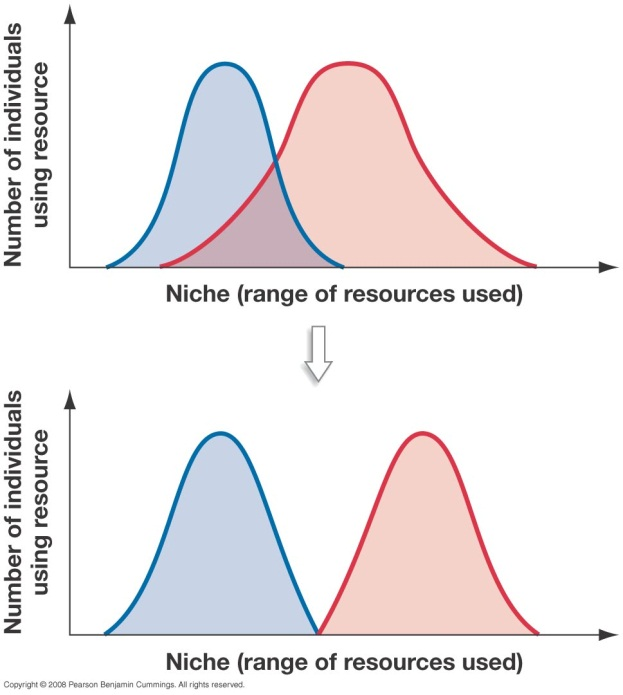 Number of individuals
using resource
Niche (range of resources used)
Number of individuals
using resource
Niche (range of resources used)
Copyright © 2008 Pearson Benjamin Cummings. All rights reserved.